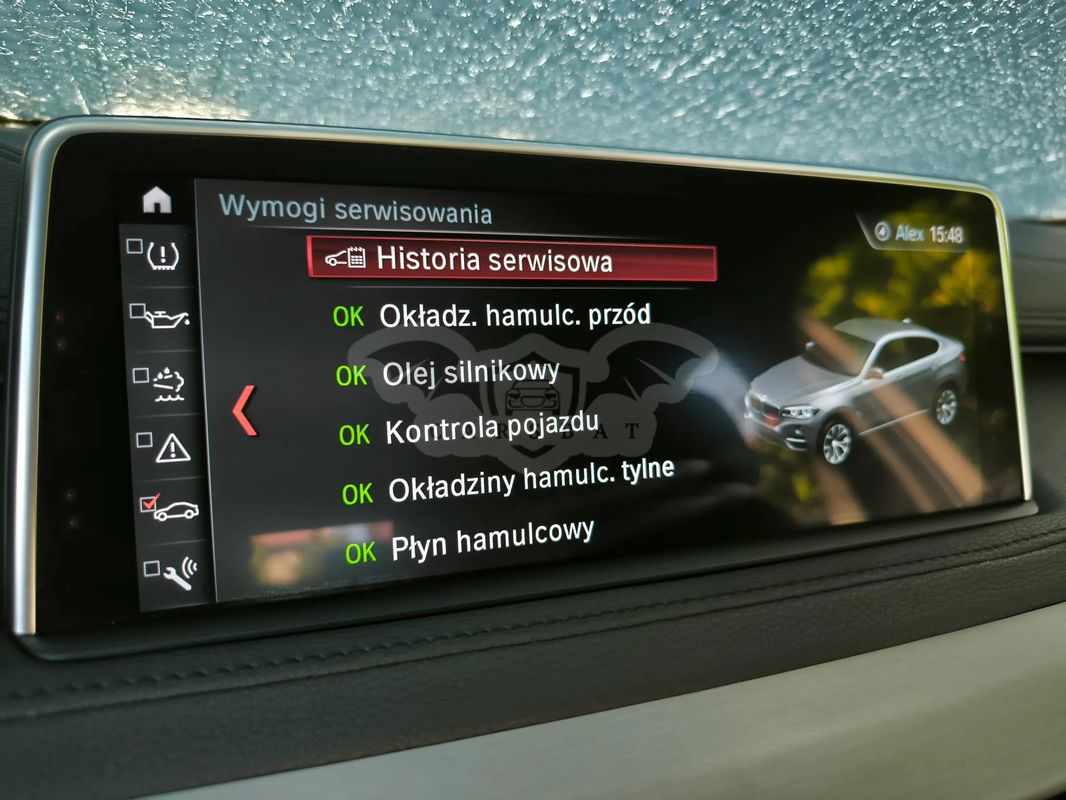 Wymogi serwisowania
Alex 15:48
Historia serwisowa
OK Okładz. hamulc. przód
OK Olej silnikowy
OK Kontrola pojazdu
OK Okładziny hamulc. tylne
OK Płyn hamulcowy